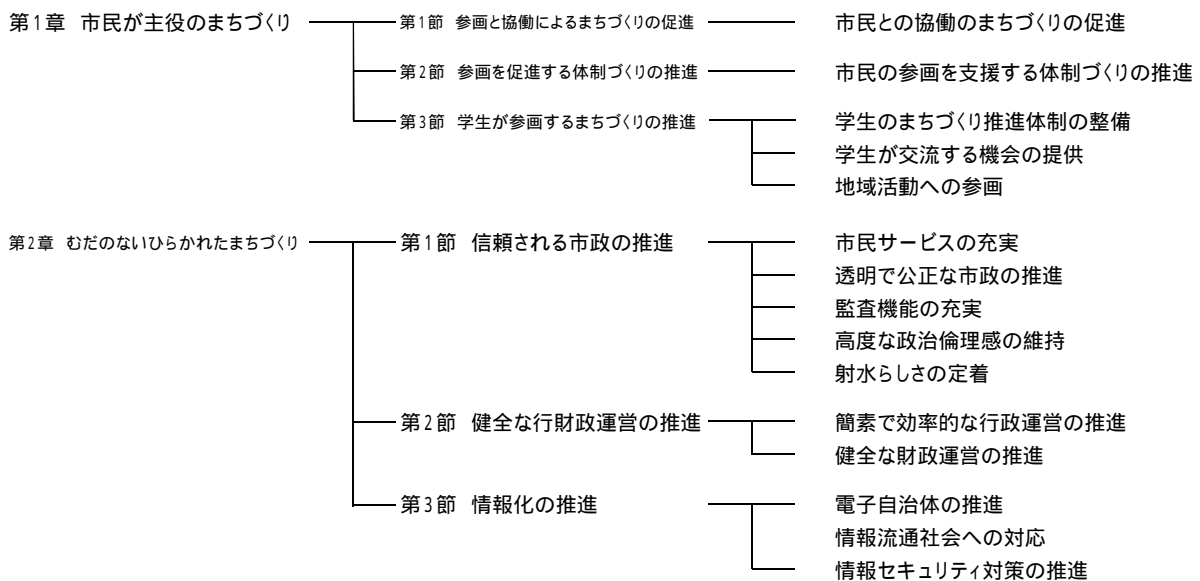 第1章 市民が主役のまちづくり 第1節 参画と協働によるまちづくりの促進 市民との協働のまちづくりの促進
第2節 参画を促進する体制づくりの推進 市民の参画を支援する体制づくりの推進
第3節 学生が参画するまちづくりの推進 学生のまちづくり推進体制の整備
学生が交流する機会の提供
地域活動への参画
第2章 むだのないひらかれたまちづくり 第1節 信頼される市政の推進 市民サービスの充実
透明で公正な市政の推進
監査機能の充実
高度な政治倫理感の維持
射水らしさの定着
第2節 健全な行財政運営の推進 簡素で効率的な行政運営の推進
健全な財政運営の推進
第3節 情報化の推進 電子自治体の推進
情報流通社会への対応
情報セキュリティ対策の推進